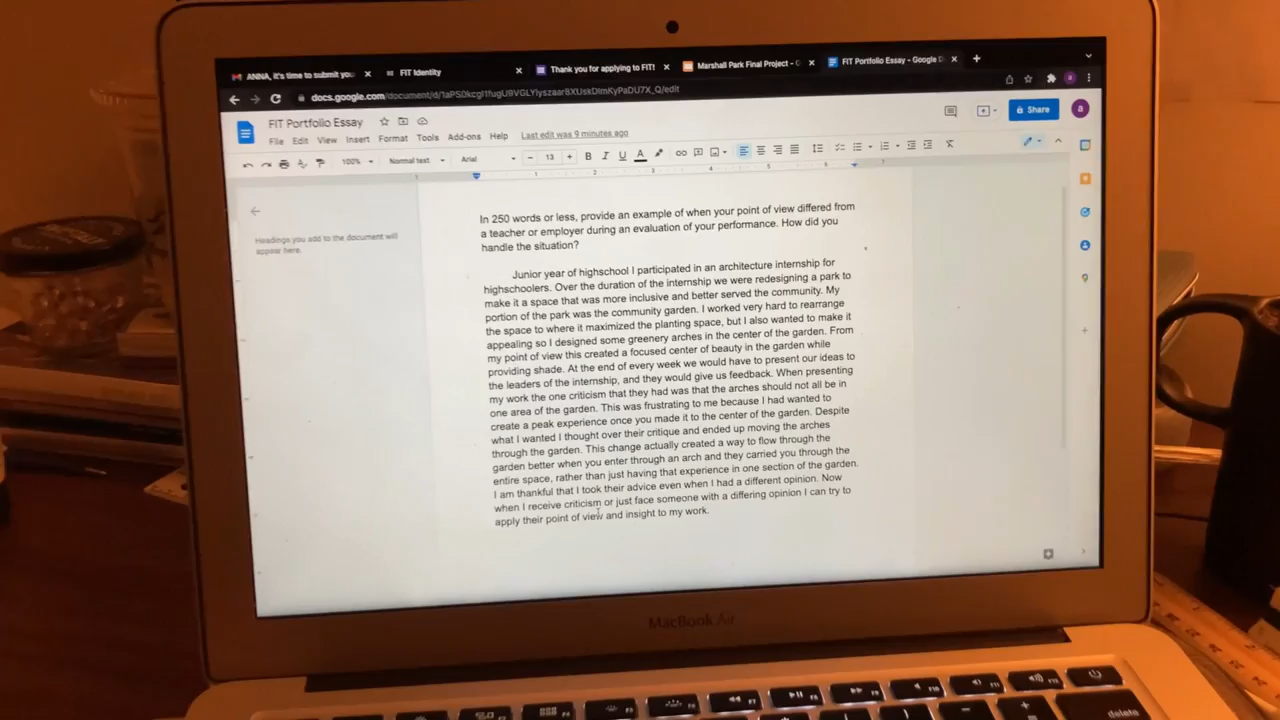 ANNA, it's time to submit you
FIT Identity
Thank you for applying to FIT!
Marshall Park Final Project - G
FIT Portfolio Essay - Google D
docs.google.com/document/d/
/edit
FIT Portfolio Essay
File Edit View Insert Format Tools Add-ons Help Last edit was 9 minutes ago
Share
a
100% Normal text Arial 13 B I U A
Headings you add to the document will
appear here.
In 250 words or less, provide an example of when your point of view differed from
a teacher or employer during an evaluation of your performance. How did you
handle the situation?
Junior year of highschool I participated in an architecture internship for
highschoolers. Over the duration of the internship we were redesigning a park to
make it a space that was more inclusive and better served the community. My
portion of the park was the community garden. I worked very hard to rearrange
the space to where it maximized the planting space, but I also wanted to make it
appealing so I designed some greenery arches in the center of the garden. From
my point of view this created a focused center of beauty in the garden while
providing shade. At the end of every week we would have to present our ideas to
the leaders of the internship, and they would give us feedback. When presenting
my work the one criticism that they had was that the arches should not all be in
one area of the garden. This was frustrating to me because I had wanted to
create a peak experience once you made it to the center of the garden. Despite
what I wanted I thought over their critique and ended up moving the arches
through the garden. This change actually created a way to flow through the
garden better when you enter through an arch and they carried you through the
entire space, rather than just having that experience in one section of the garden.
I am thankful that I took their advice even when I had a different opinion. Now
when I receive criticism or just face someone with a differing opinion I can try to
apply their point of view and insight to my work.
MacBook Air
delete